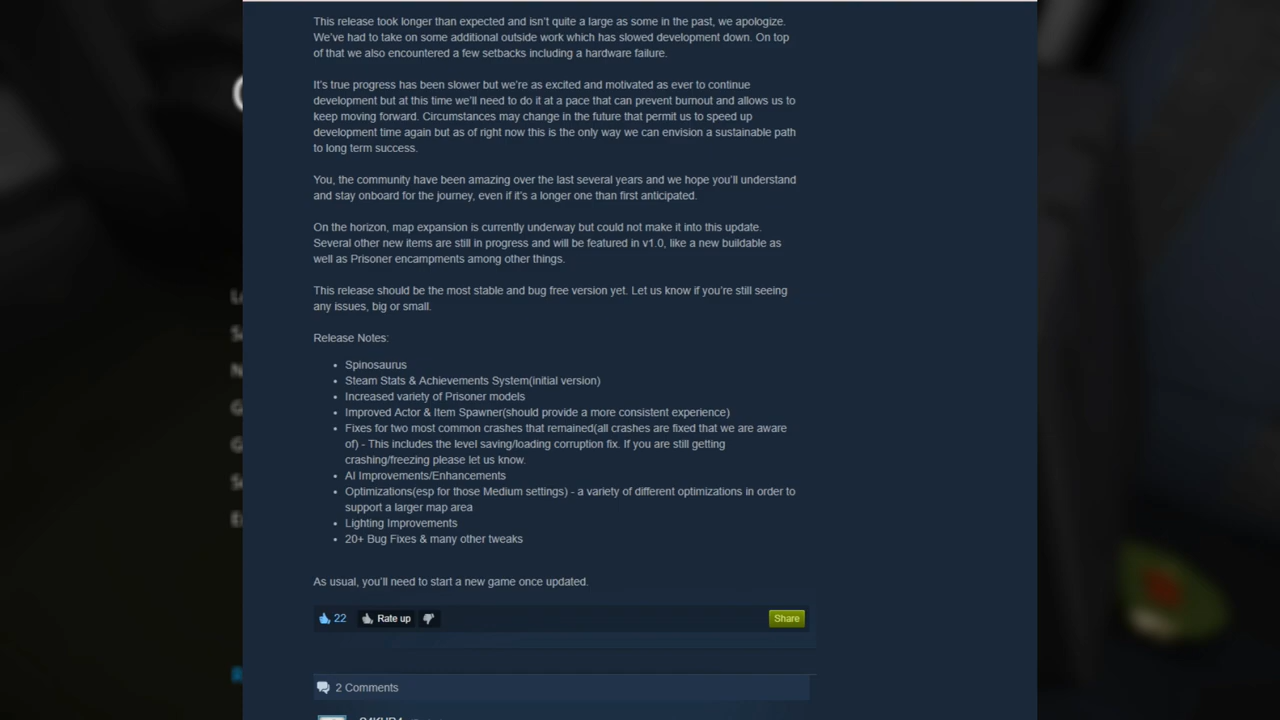 This release took longer than expected and isn't quite a large as some in the past, we apologize.
We've had to take on some additional outside work which has slowed development down. On top
of that we also encountered a few setbacks including a hardware failure.
It's true progress has been slower but we're as excited and motivated as ever to continue
development but at this time we'll need to do it at a pace that can prevent burnout and allows us to
keep moving forward. Circumstances may change in the future that permit us to speed up
development time again but as of right now this is the only way we can envision a sustainable path
to long term success.
You, the community have been amazing over the last several years and we hope you'll understand
and stay onboard for the journey, even if it's a longer one than first anticipated.
On the horizon, map expansion is currently underway but could not make it into this update.
Several other new items are still in progress and will be featured in v1.0, like a new buildable as
well as Prisoner encampments among other things.
This release should be the most stable and bug free version yet. Let us know if you're still seeing
any issues, big or small.
Release Notes:
• Spinosaurus
• Steam Stats & Achievements System(initial version)
• Increased variety of Prisoner models
• Improved Actor & Item Spawner(should provide a more consistent experience)
• Fixes for two most common crashes that remained(all crashes are fixed that we are aware
of) - This includes the level saving/loading corruption fix. If you are still getting
crashing/freezing please let us know.
• AI Improvements/Enhancements
• Optimizations(esp for those Medium settings) - a variety of different optimizations in order to
support a larger map area
• Lighting Improvements
• 20+ Bug Fixes & many other tweaks
As usual, you'll need to start a new game once updated.
22 Rate up Share
2 Comments